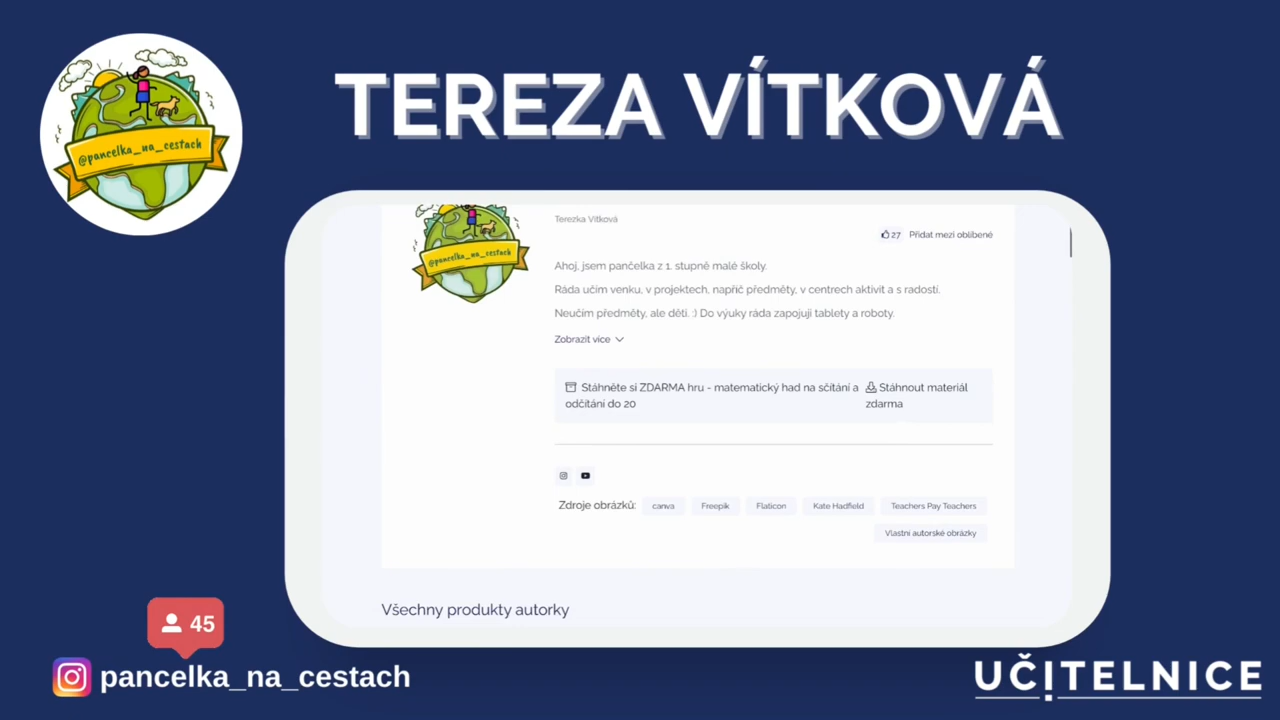 TEREZA VÍTKOVÁ
@pancelka_na_cestach
@pancelka_na_cestach
Terezka Vítková
27 Přidat mezi oblíbené
Ahoj, jsem pančelka z 1. stupně malé školy.
Ráda učím venku, v projektech, napříč předměty, v centrech aktivit a s radostí.
Neučím předměty, ale děti. :) Do výuky ráda zapojuji tablety a roboty.
Zobrazit více
Stáhněte si ZDARMA hru - matematický had na sčítání a
odčítání do 20
Stáhnout materiál
zdarma
Zdroje obrázků: canva Freepik Flaticon Kate Hadfield Teachers Pay Teachers
Vlastní autorské obrázky
Všechny produkty autorky
45
pancelka_na_cestach
UČITELNICE